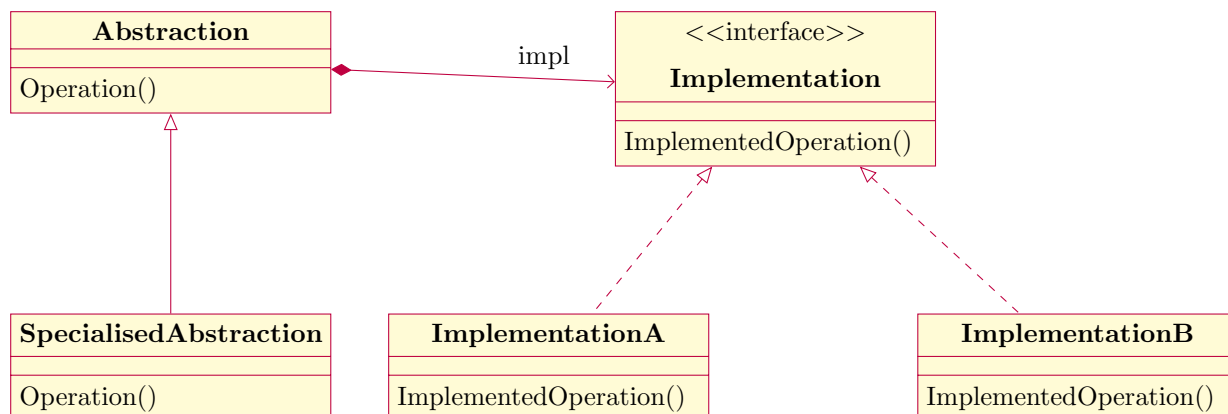 Abstraction
Operation()
impl
<<interface>>
Implementation
ImplementedOperation()
SpecialisedAbstraction
Operation()
ImplementationA
ImplementedOperation()
ImplementationB
ImplementedOperation()